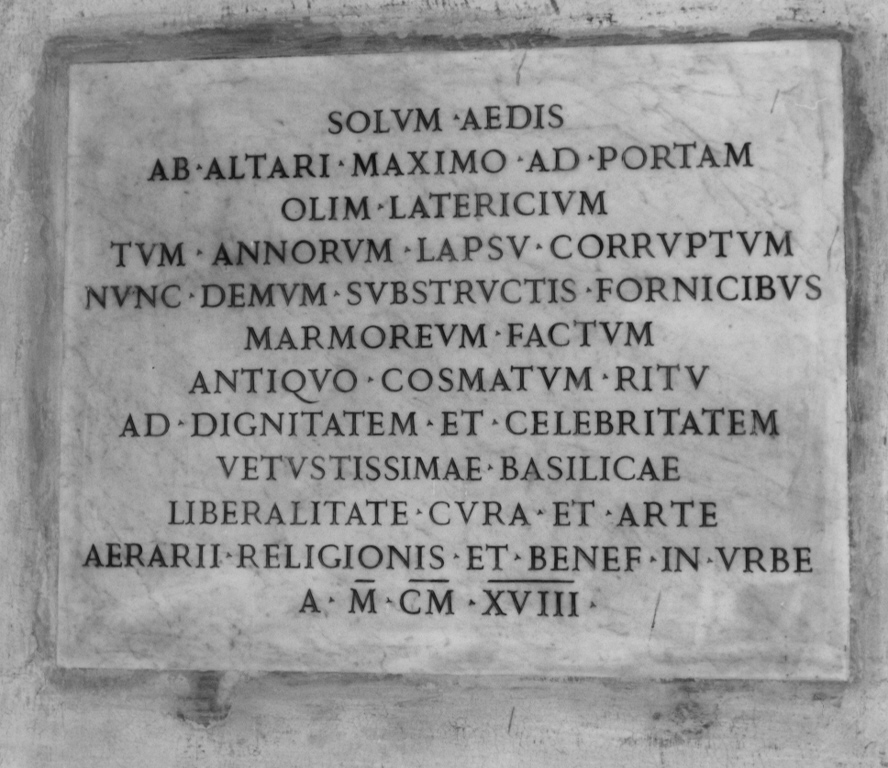 SOLVM · AEDIS
AB · ALTARI · MAXIMO · AD · PORTAM
OLIM · LATERICIVM
TVM · ANNORVM · LAPSV · CORRVPTVM
NVNC · DEMVM · SVBSTRVCTIS · FORNICIBVS
MARMOREVM · FACTVM
ANTIQVO · COSMATVM · RITV
AD · DIGNITATEM · ET · CELEBRITATEM
VETVSTISSIMAE · BASILICAE
LIBERALITATE · CVRA · ET · ARTE
AERARII · RELIGIONIS · ET · BENEF · IN · VRBE
A · M̅ · C̅M̅ · X̅V̅I̅I̅I̅ ·